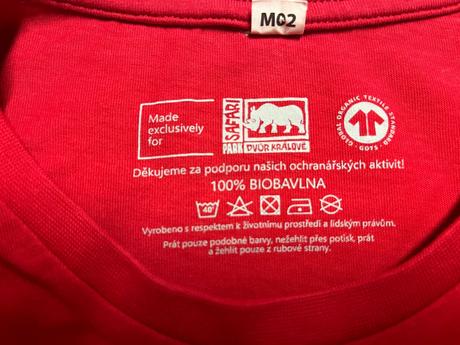 M02
Made
exclusively
for
SAFARI
PARK DVŮR KRÁLOVÉ
GLOBAL ORGANIC TEXTILE STANDARD
· GOTS ·
Děkujeme za podporu našich ochranářských aktivit!
100% BIOBAVLNA
40°
Vyrobeno s respektem k životnímu prostředí a lidským právům.
Prát pouze podobné barvy, nežehlit přes potisk, prát
a žehlit pouze z rubové strany.